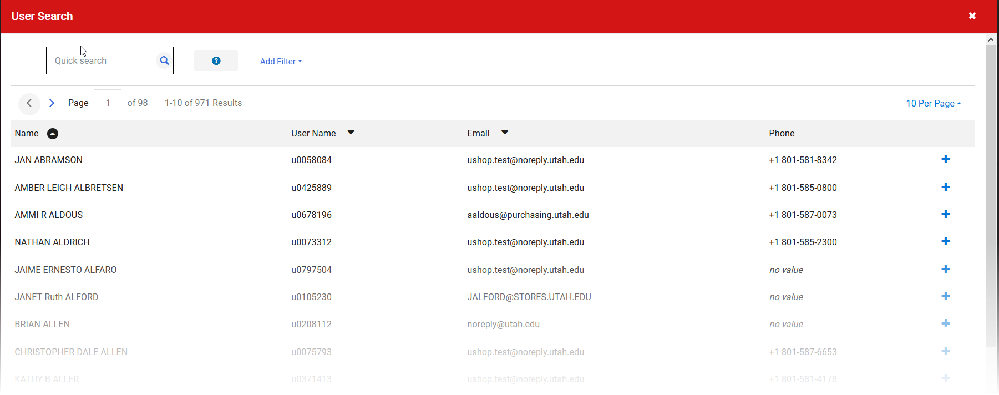 User Search
Quick search
Add Filter
Page 1 of 98 1-10 of 971 Results 10 Per Page
Name User Name Email Phone
JAN ABRAMSON u0058084 ushop.test@noreply.utah.edu +1 801-581-8342
AMBER LEIGH ALBRETSEN u0425889 ushop.test@noreply.utah.edu +1 801-585-0800
AMMI R ALDOUS u0678196 aaldous@purchasing.utah.edu +1 801-587-0073
NATHAN ALDRICH u0073312 ushop.test@noreply.utah.edu +1 801-585-2300
JAIME ERNESTO ALFARO u0797504 ushop.test@noreply.utah.edu no value
JANET Ruth ALFORD u0105230 JALFORD@STORES.UTAH.EDU no value
BRIAN ALLEN u0208112 noreply@utah.edu no value
CHRISTOPHER DALE ALLEN u0075793 ushop.test@noreply.utah.edu +1 801-587-6653
KATHY B ALLER u0371413 ushop.test@noreply.utah.edu +1 801-581-4178